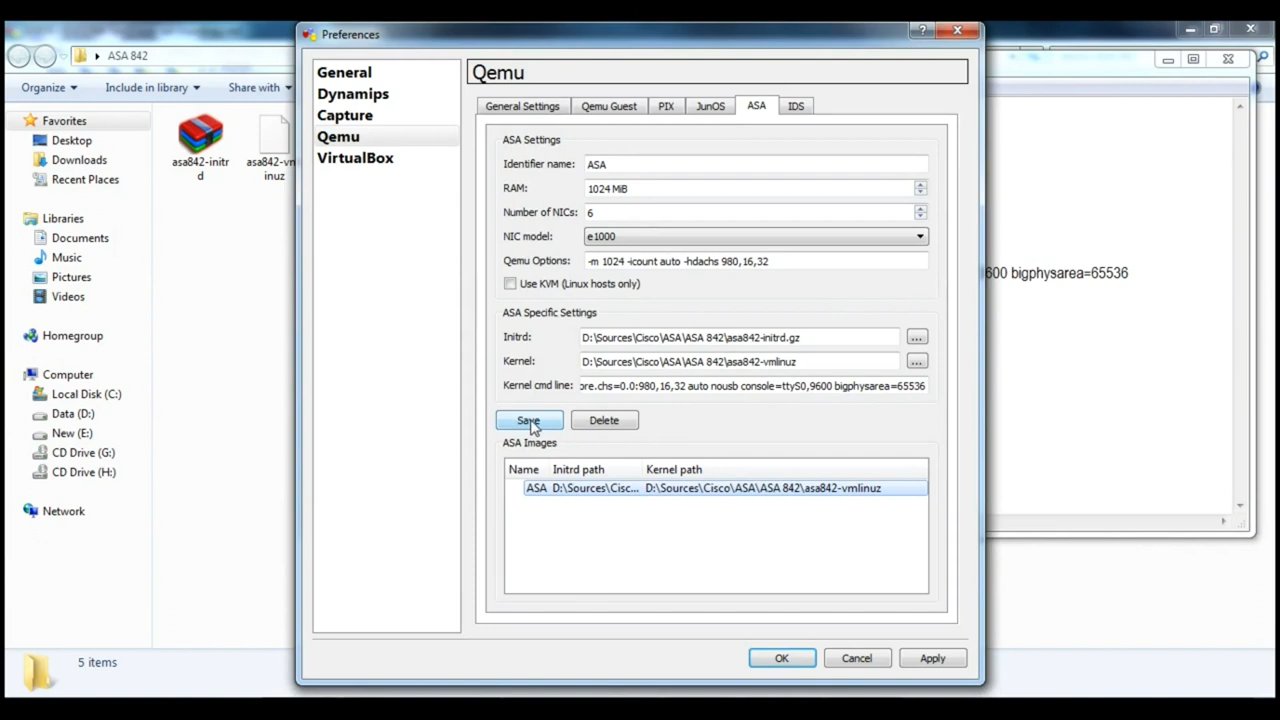 Preferences
ASA 842
Organize
Include in library
Share with
Favorites
Desktop
Downloads
Recent Places
Libraries
Documents
Music
Pictures
Videos
Homegroup
Computer
Local Disk (C:)
Data (D:)
New (E:)
CD Drive (G:)
CD Drive (H:)
Network
5 items
asa842-initr
d
asa842-vm
inuz
General
Dynamips
Capture
Qemu
VirtualBox
Qemu
General Settings
Qemu Guest
PIX
JunOS
ASA
IDS
ASA Settings
Identifier name: ASA
RAM: 1024 MiB
Number of NICs: 6
NIC model: e1000
Qemu Options: -m 1024 -icount auto -hdachs 980,16,32
Use KVM (Linux hosts only)
ASA Specific Settings
Initrd: D:\Sources\Cisco\ASA\ASA 842\asa842-initrd.gz ...
Kernel: D:\Sources\Cisco\ASA\ASA 842\asa842-vmlinuz ...
Kernel cmd line: ore.chs=0.0:980,16,32 auto nousb console=ttyS0,9600 bigphysarea=65536
Save
Delete
ASA Images
Name Initrd path Kernel path
ASA D:\Sources\Cisc... D:\Sources\Cisco\ASA\ASA 842\asa842-vmlinuz
OK
Cancel
Apply
600 bigphysarea=65536